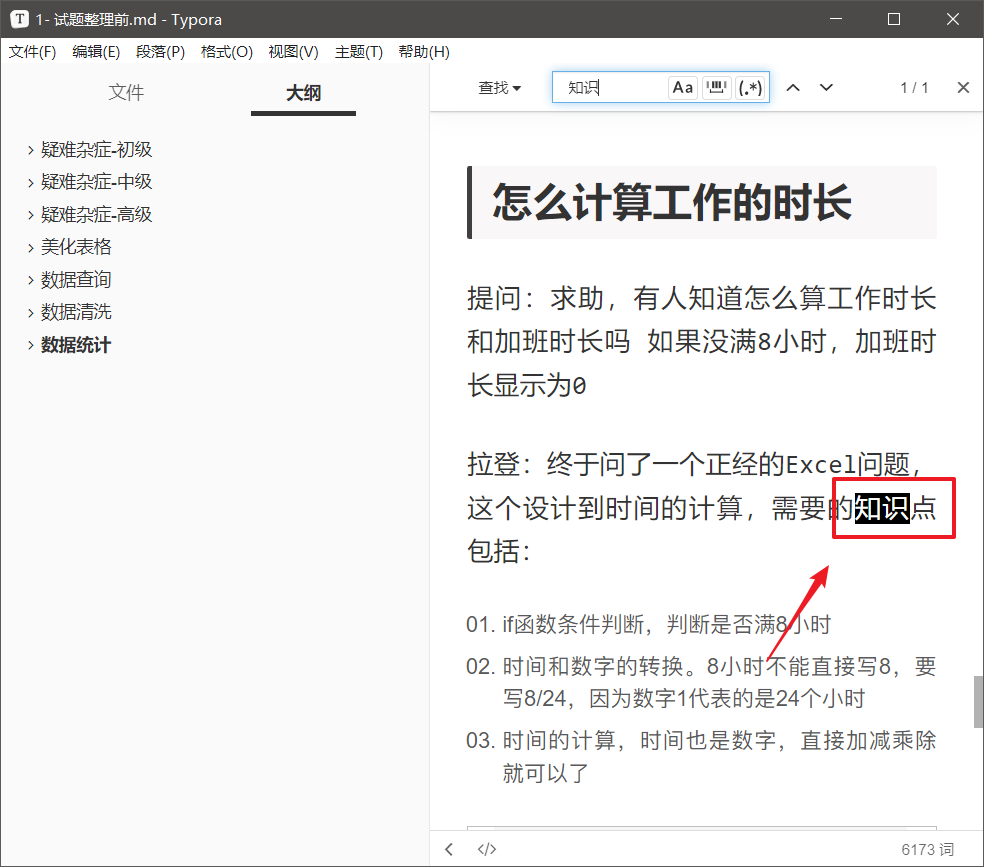 T 1- 试题整理前.md - Typora
文件(F) 编辑(E) 段落(P) 格式(O) 视图(V) 主题(T) 帮助(H)
文件 大纲
查找 知识 Aa (.*) 1 / 1
疑难杂症-初级
疑难杂症-中级
疑难杂症-高级
美化表格
数据查询
数据清洗
数据统计
怎么计算工作的时长
提问：求助，有人知道怎么算工作时长
和加班时长吗 如果没满8小时，加班时
长显示为0
拉登：终于问了一个正经的Excel问题，
这个设计到时间的计算，需要的知识点
包括：
01. if函数条件判断，判断是否满8小时
02. 时间和数字的转换。8小时不能直接写8，要
写8/24，因为数字1代表的是24个小时
03. 时间的计算，时间也是数字，直接加减乘除
就可以了
</> 6173 词